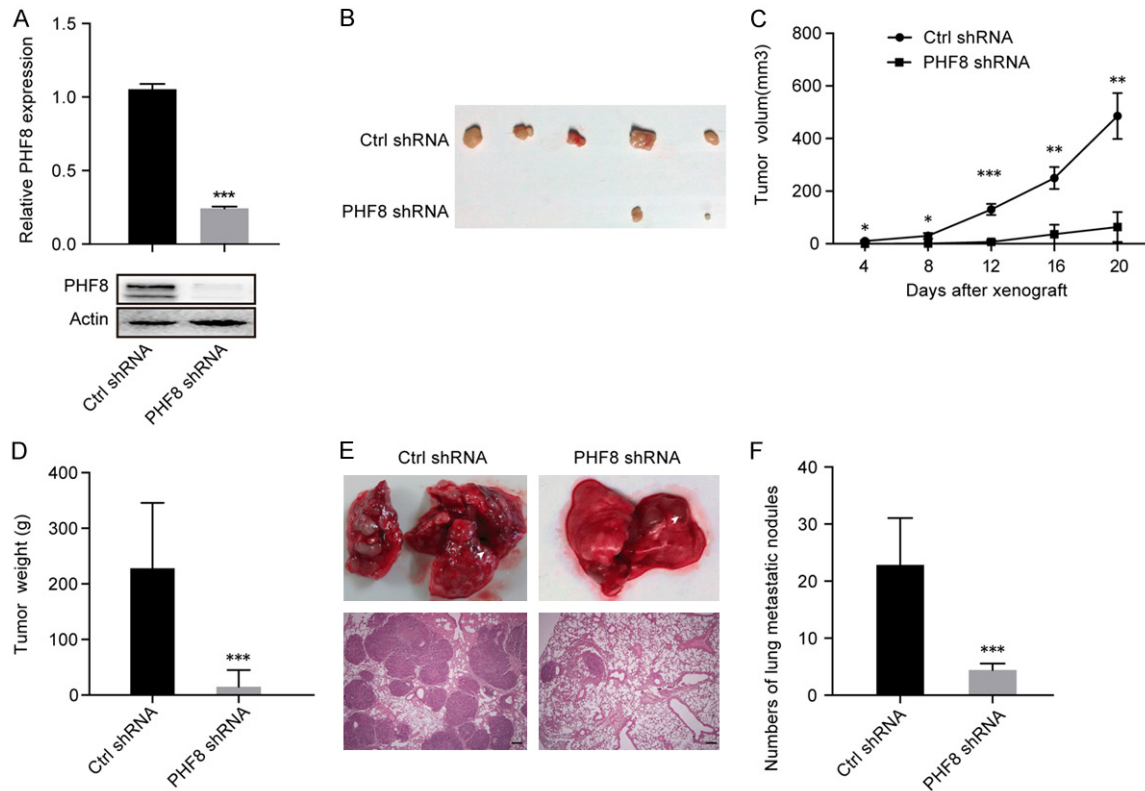 A
Relative PHF8 expression
1.5
1.0
0.5
0.0
***
PHF8
Actin
Ctrl shRNA
PHF8 shRNA
B
Ctrl shRNA
PHF8 shRNA
C
Tumor volum(mm3)
800
600
400
200
0
Ctrl shRNA
PHF8 shRNA
*
*
***
**
**
4 8 12 16 20
Days after xenograft
D
Tumor weight (g)
400
300
200
100
0
***
Ctrl shRNA
PHF8 shRNA
E
Ctrl shRNA PHF8 shRNA
F
Numbers of lung metastatic nodules
40
30
20
10
0
***
Ctrl shRNA
PHF8 shRNA